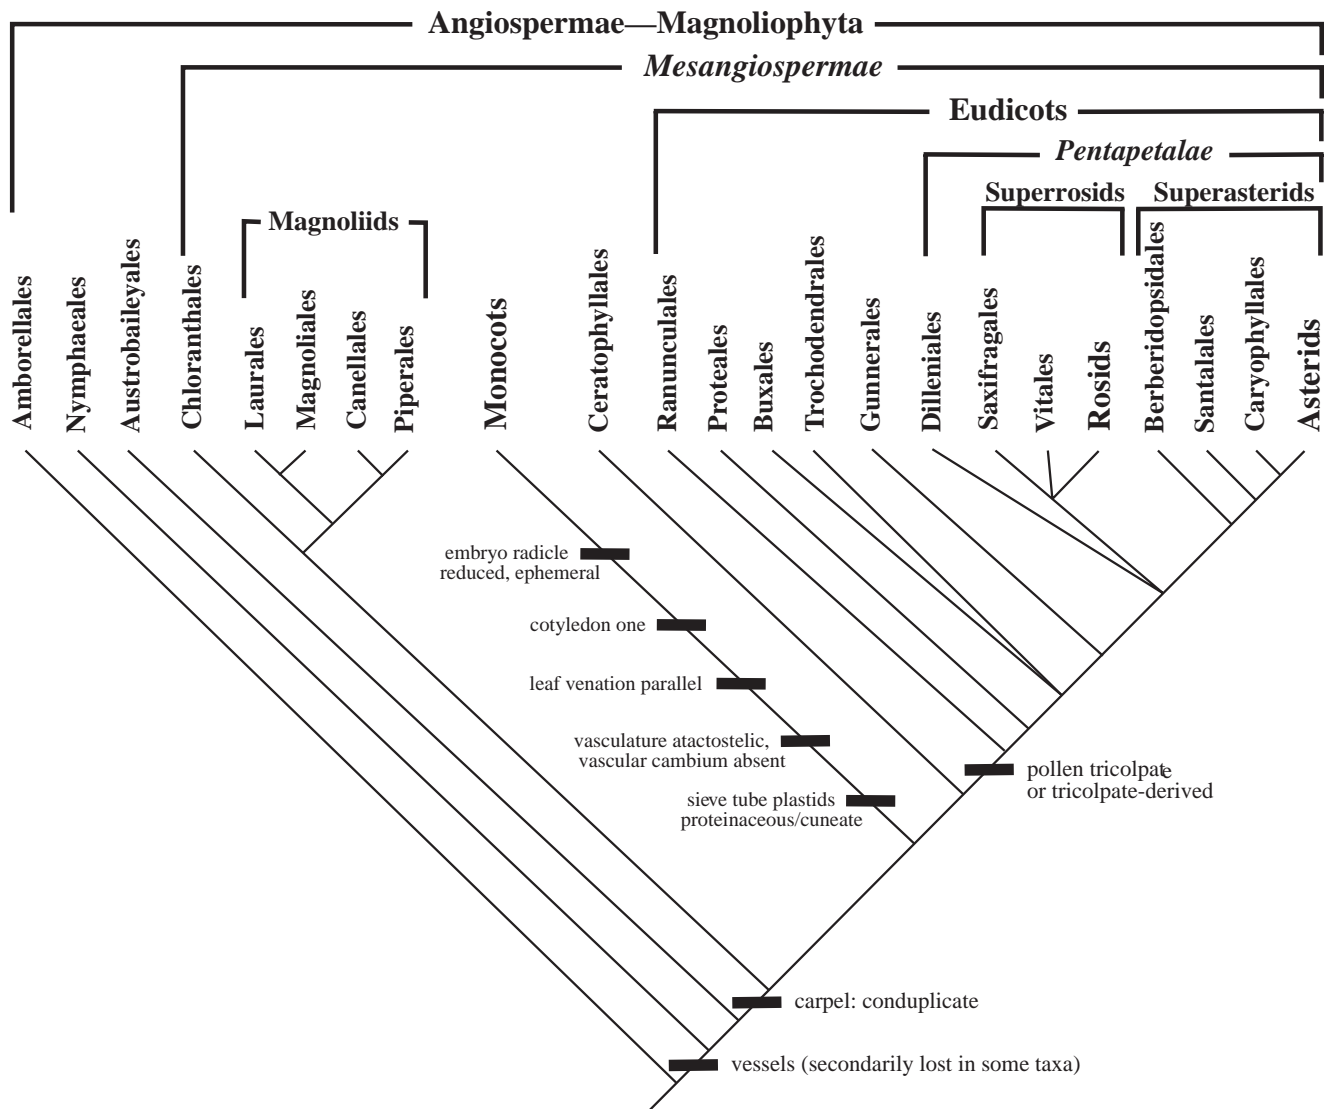 Angiospermae—Magnoliophyta
Mesangiospermae
Eudicots
Pentapetalae
Superrosids
Superasterids
Magnoliids
Amborellales
Nymphaeales
Austrobaileyales
Chloranthales
Laurales
Magnoliales
Canellales
Piperales
Monocots
Ceratophyllales
Ranunculales
Proteales
Buxales
Trochodendrales
Gunnerales
Dilleniales
Saxifragales
Vitales
Rosids
Berberidopsidales
Santalales
Caryophyllales
Asterids
embryo radicle
reduced, ephemeral
cotyledon one
leaf venation parallel
vasculature atactostelic,
vascular cambium absent
sieve tube plastids
proteinaceous/cuneate
pollen tricolpate
or tricolpate-derived
carpel: conduplicate
vessels (secondarily lost in some taxa)